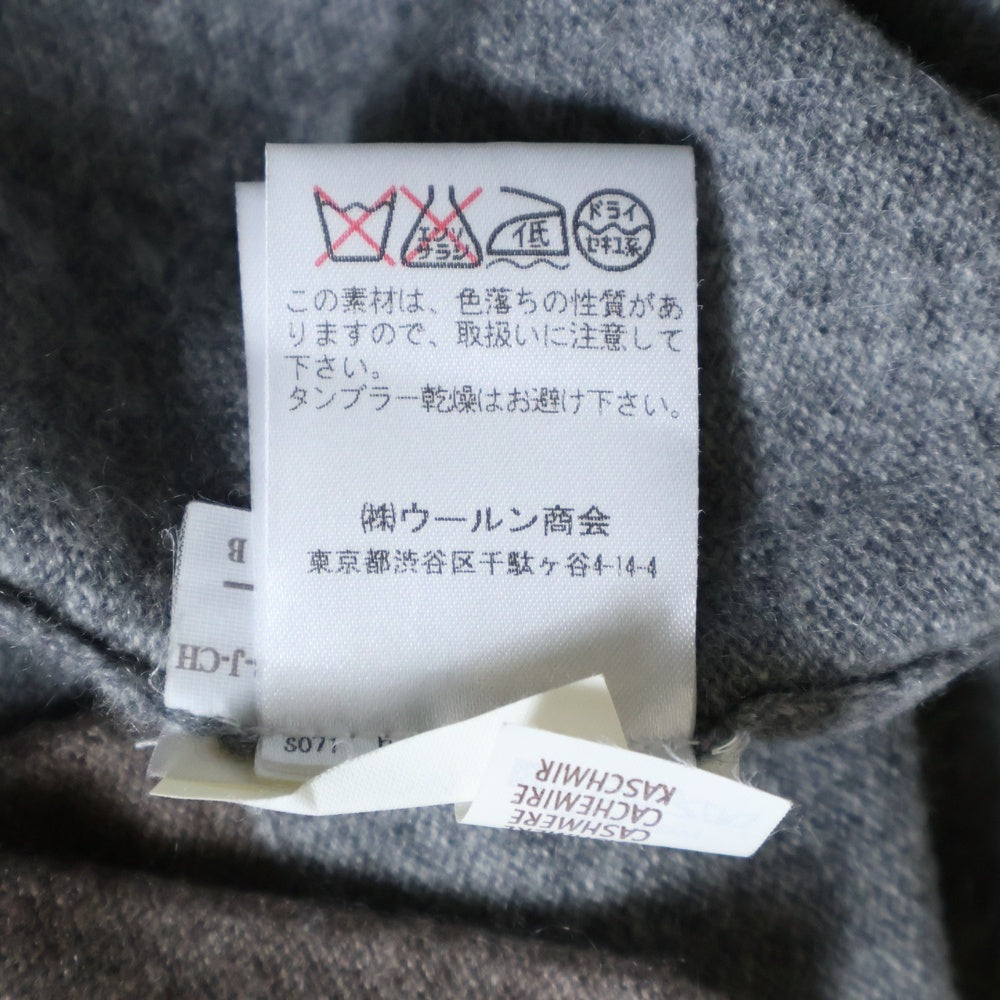 エンソ
サラシ
低
ドライ
セキユ系
この素材は、色落ちの性質があ
りますので、取扱いに注意して
下さい。
タンブラー乾燥はお避け下さい。
㈱ウールン商会
東京都渋谷区千駄ヶ谷4-14-4
B
-J-CH
S071
KASCHMIR
CACHEMIRE
CASHMERE